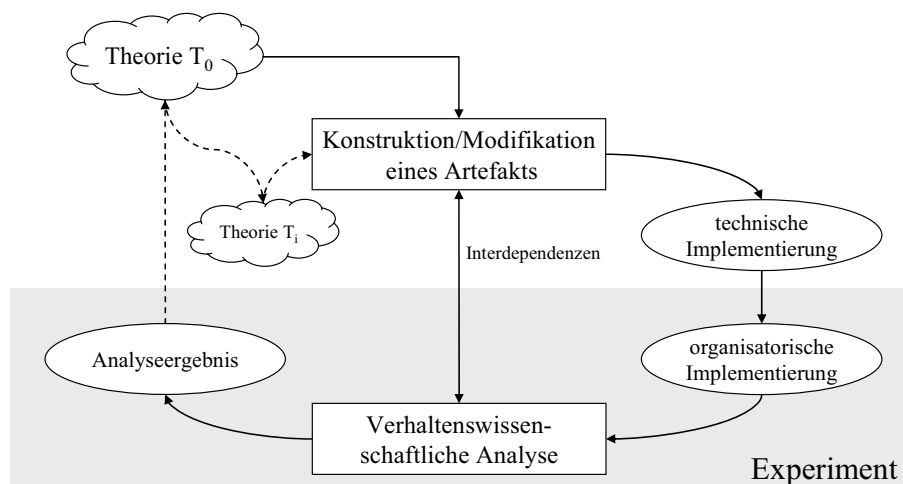 Theorie T0
Konstruktion/Modifikation
eines Artefakts
Theorie Ti
technische
Implementierung
Interdependenzen
Analyseergebnis
organisatorische
Implementierung
Verhaltenswissen-
schaftliche Analyse
Experiment